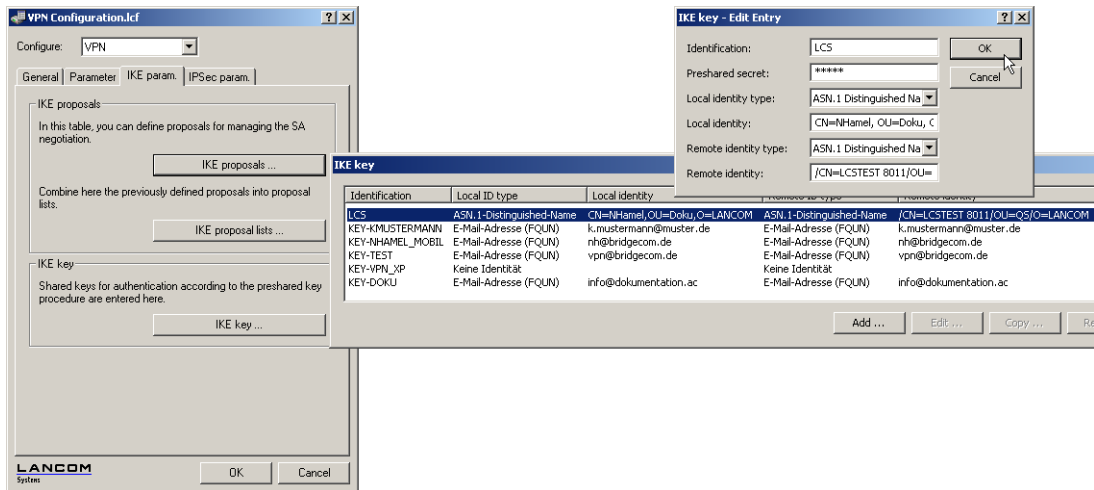 VPN Configuration.lcf
Configure: VPN
General Parameter IKE param. IPSec param.
IKE proposals
In this table, you can define proposals for managing the SA
negotiation.
IKE proposals ...
Combine here the previously defined proposals into proposal
lists.
IKE proposal lists ...
IKE key
Shared keys for authentication according to the preshared key
procedure are entered here.
IKE key ...
LANCOM
Systems
OK Cancel
IKE key - Edit Entry
Identification: LCS
OK
Preshared secret: *****
Cancel
Local identity type: ASN.1 Distinguished Na
Local identity: CN=NHamel, OU=Doku, C
Remote identity type: ASN.1 Distinguished Na
Remote identity: /CN=LCSTEST 8011/OU=
IKE key
Identification Local ID type Local identity Remote ID type Remote identity
LCS ASN.1-Distinguished-Name CN=NHamel,OU=Doku,O=LANCOM ASN.1-Distinguished-Name /CN=LCSTEST 8011/OU=QS/O=LANCOM
KEY-KMUSTERMANN E-Mail-Adresse (FQUN) k.mustermann@muster.de E-Mail-Adresse (FQUN) k.mustermann@muster.de
KEY-NHAMEL_MOBIL E-Mail-Adresse (FQUN) nh@bridgecom.de E-Mail-Adresse (FQUN) nh@bridgecom.de
KEY-TEST E-Mail-Adresse (FQUN) vpn@bridgecom.de E-Mail-Adresse (FQUN) vpn@bridgecom.de
KEY-VPN_XP Keine Identität Keine Identität
KEY-DOKU E-Mail-Adresse (FQUN) info@dokumentation.ac E-Mail-Adresse (FQUN) info@dokumentation.ac
Add ... Edit ... Copy ... Re